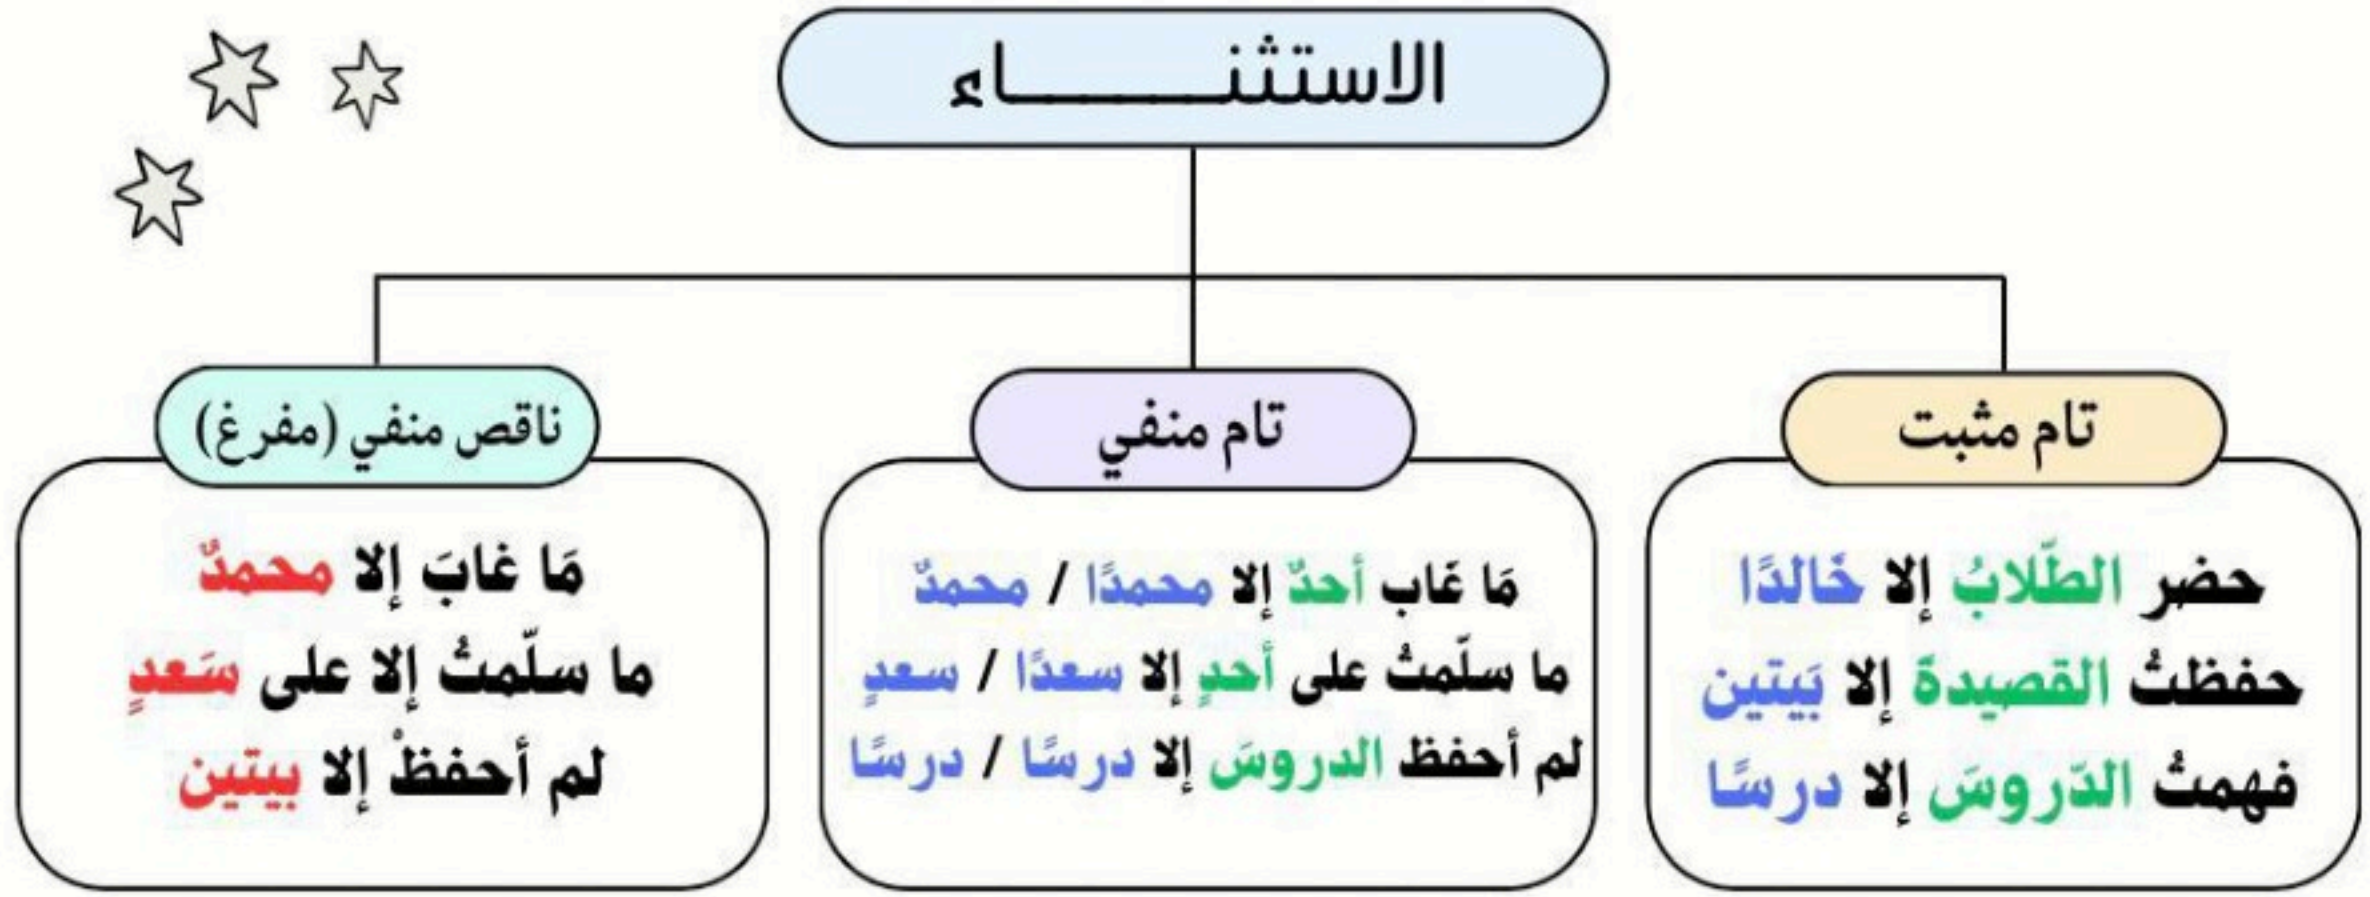 الاستثنـــــــــاء
تام مثبت
حضر الطّلابُ إلا خَالدًا
حفظتُ القصيدةَ إلا بَيتين
فهمتُ الدّروسَ إلا درسًا
تام منفي
مَا غَاب أحدٌ إلا محمدًا / محمدٌ
ما سلّمتُ على أحدٍ إلا سعدًا / سعدٍ
لم أحفظ الدروسَ إلا درسًا / درسًا
ناقص منفي (مفرغ)
مَا غابَ إلا محمدٌ
ما سلّمتُ إلا على سَعدٍ
لم أحفظْ إلا بيتين